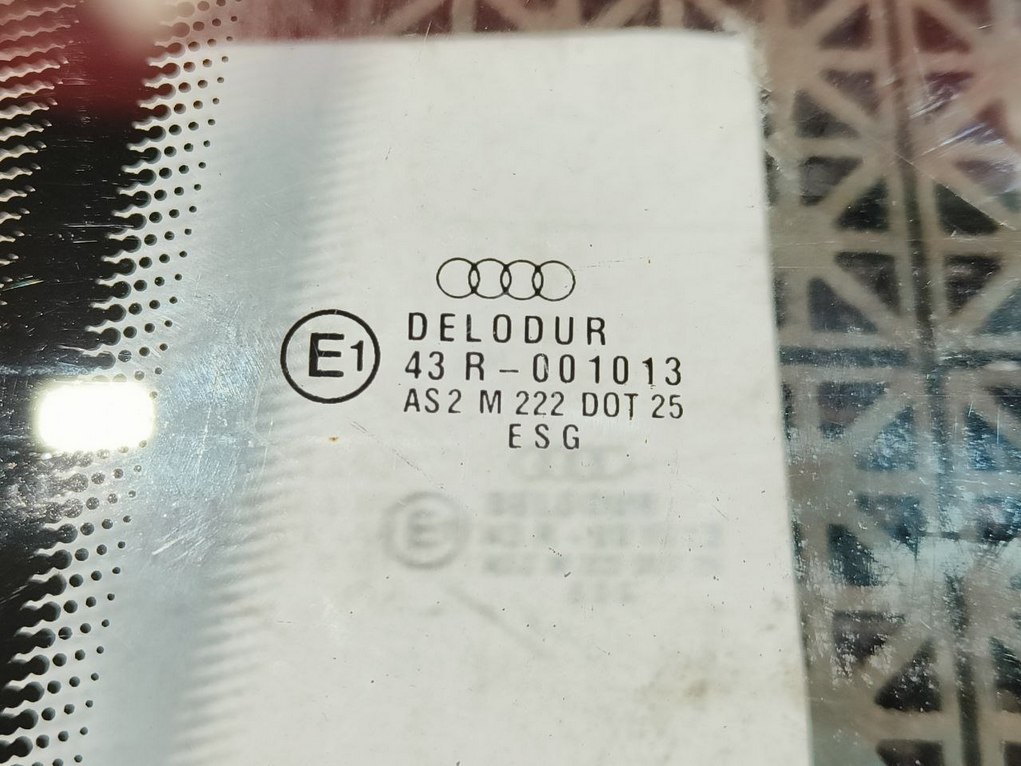 E1
DELODUR
43 R - 001013
AS2 M 222 DOT 25
ESG